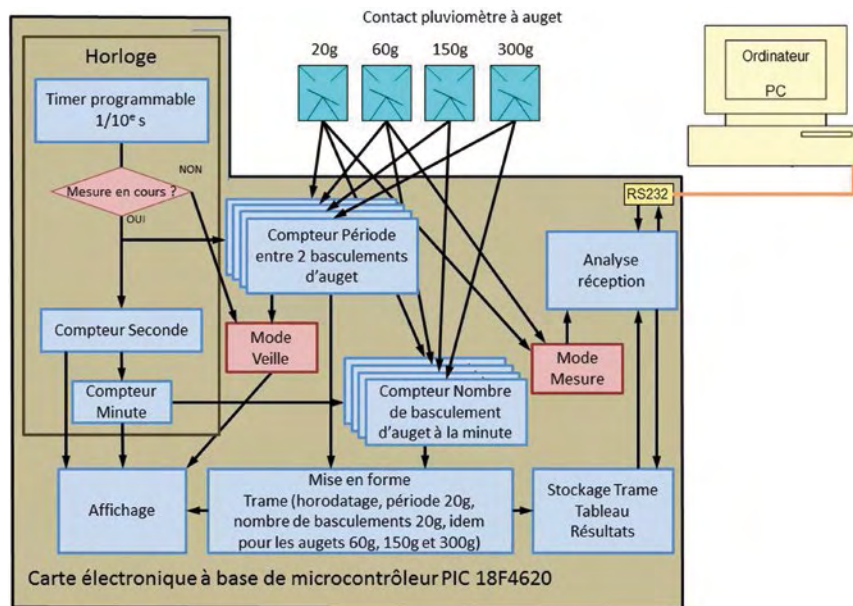 Contact pluviomètre à auget
20g 60g 150g 300g
Horloge
Timer programmable
1/10e s
NON
Mesure en cours ?
OUI
Ordinateur
PC
RS232
Compteur Période
entre 2 basculements
d'auget
Analyse
réception
Compteur Seconde
Mode
Veille
Mode
Mesure
Compteur
Minute
Compteur Nombre
de basculement
d'auget à la minute
Affichage
Mise en forme
Trame (horodatage, période 20g,
nombre de basculements 20g, idem
pour les augets 60g, 150g et 300g)
Stockage Trame
Tableau
Résultats
Carte électronique à base de microcontrôleur PIC 18F4620